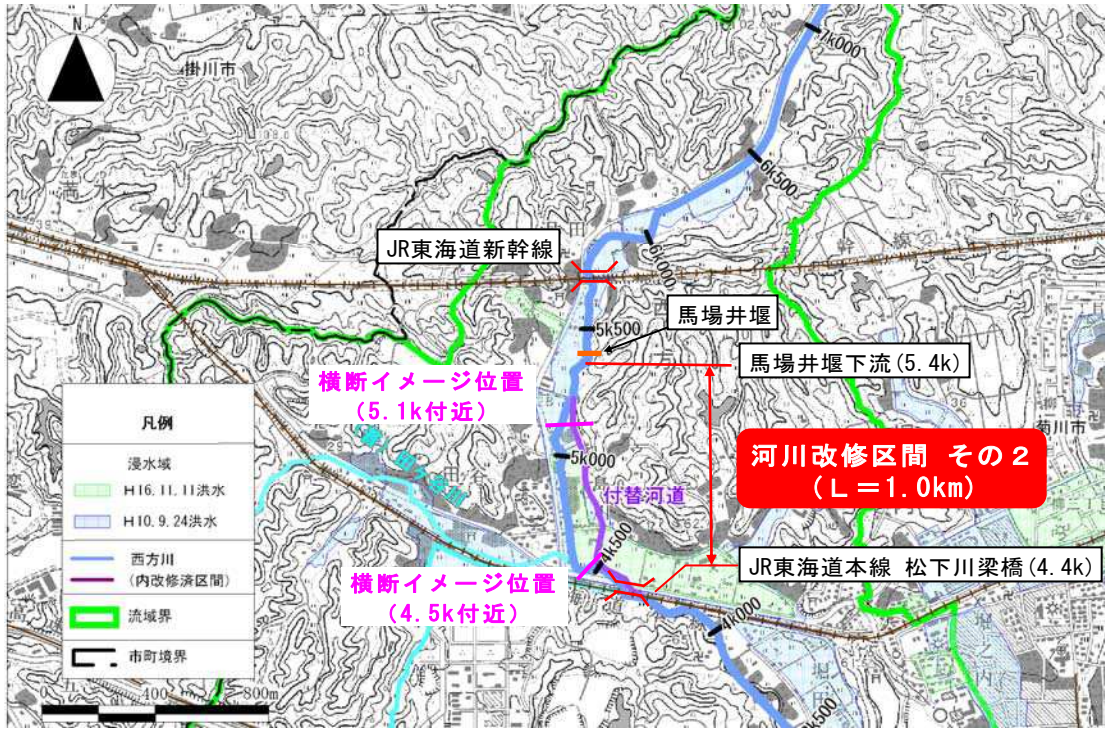 N
掛川市
7k000
6k500
6k000
JR東海道新幹線
5k500
馬場井堰
馬場井堰下流(5.4k)
横断イメージ位置
(5.1k付近)
菊川市
5k000
河川改修区間 その２
(Ｌ＝1.0km)
付替河道
4k500
JR東海道本線 松下川梁橋(4.4k)
横断イメージ位置
(4.5k付近)
4k000
凡例
浸水域
H16.11.11洪水
H10.9.24洪水
西方川
(内改修済区間)
流域界
市町境界
0 400 800m